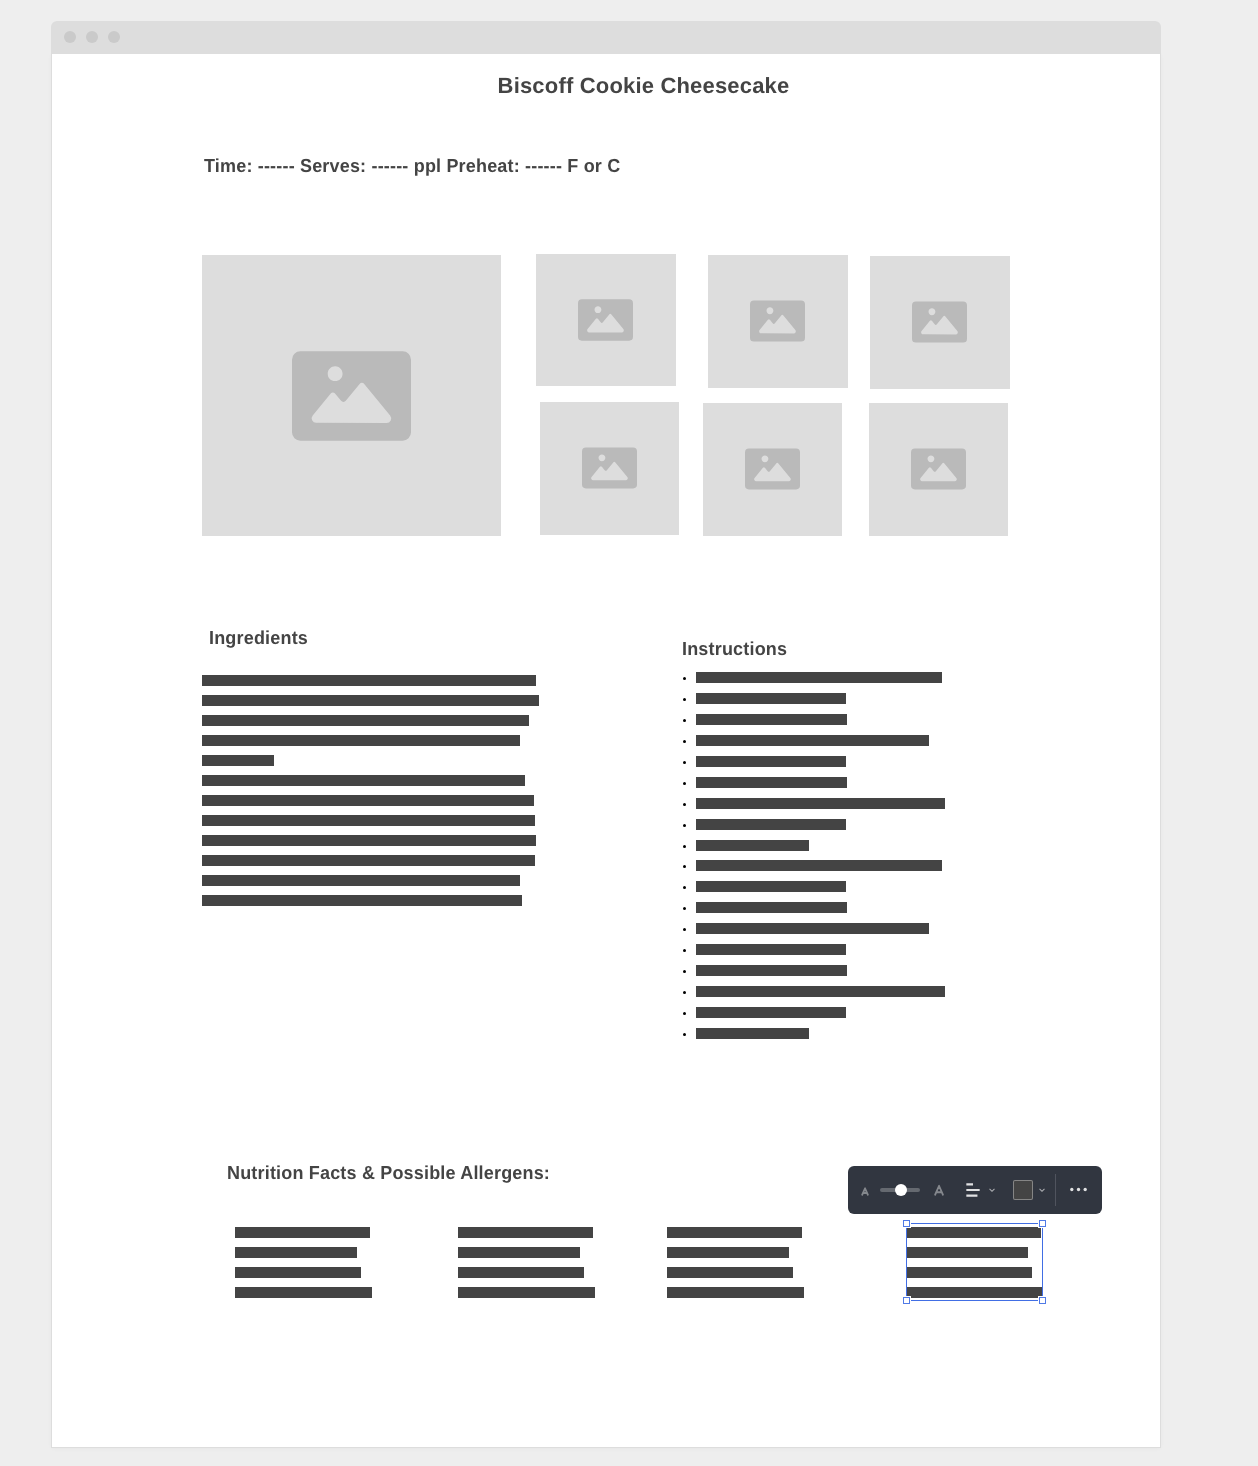 Biscoff Cookie Cheesecake
Time: ------ Serves: ------ ppl Preheat: ------ F or C
Ingredients
Instructions
Nutrition Facts & Possible Allergens:
A A